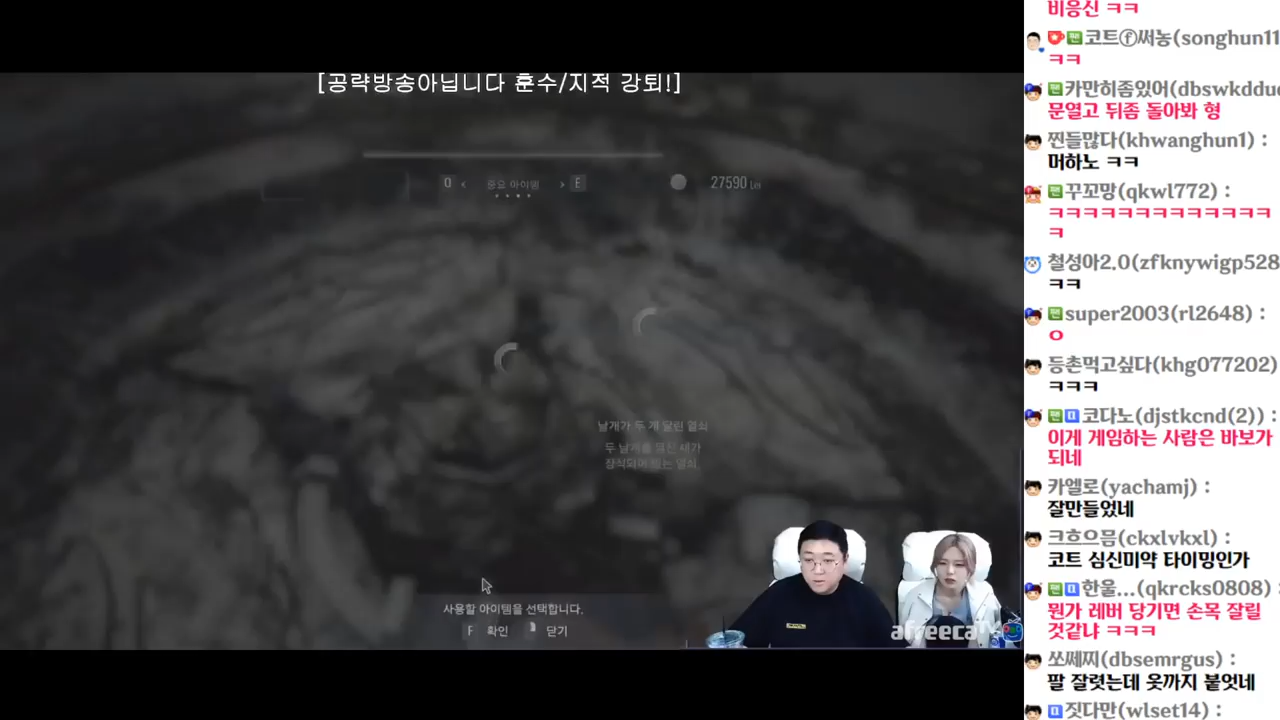 [공략방송아닙니다 훈수/지적 강퇴!]
Q < 중요 아이템 > E
27590 Lei
날개가 두 개 달린 열쇠
두 날개를 펼친 새가
장식되어 있는 열쇠.
사용할 아이템을 선택합니다.
F 확인 닫기
afreecaTV
비응신 ㅋㅋ
팬 코트ⓕ써농(songhun11
ㅋㅋ
팬 카만히좀있어(dbswkddud
문열고 뒤좀 돌아봐 형
찐들많다(khwanghun1) :
머하노 ㅋㅋ
팬 꾸꼬망(qkwl772) :
ㅋㅋㅋㅋㅋㅋㅋㅋㅋㅋㅋㅋㅋ
ㅋ
철성아2.0(zfknywigp528
ㅋㅋ
팬 super2003(rl2648) :
ㅇ
등촌먹고싶다(khg077202)
ㅋㅋㅋ
팬 코다노(djstkcnd(2)) :
이게 게임하는 사람은 바보가
되네
카엘로(yachamj) :
잘만들었네
크흐으믐(ckxlvkxl) :
코트 심신미약 타이밍인가
팬 한울...(qkrcks0808) :
뭔가 레버 당기면 손목 잘릴
것같냐 ㅋㅋㅋ
쏘쎄찌(dbsemrgus) :
팔 잘렷는데 옷까지 붙엇네
짓다만(wlset14) :